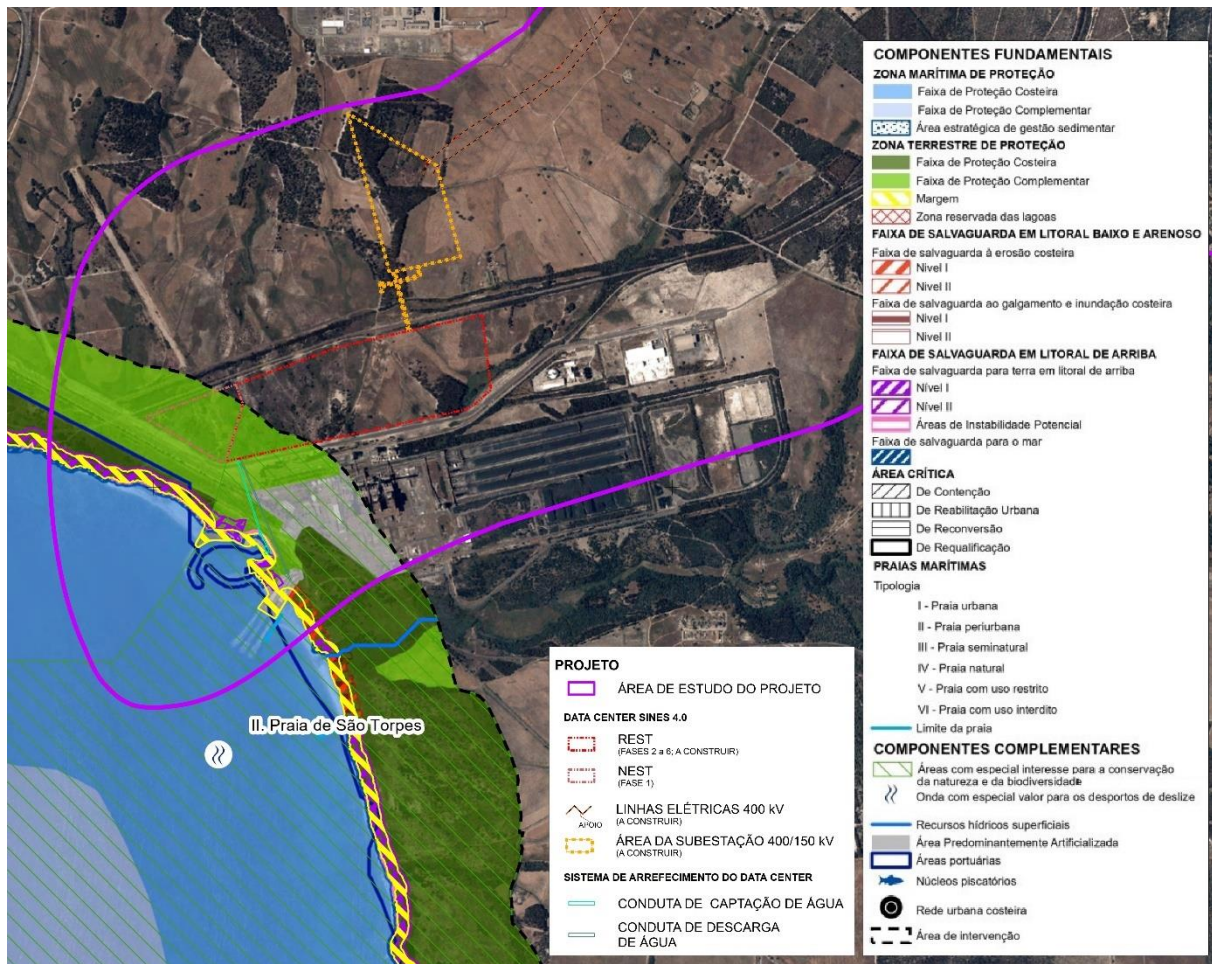 COMPONENTES FUNDAMENTAIS
ZONA MARÍTIMA DE PROTEÇÃO
Faixa de Proteção Costeira
Faixa de Proteção Complementar
Área estratégica de gestão sedimentar
ZONA TERRESTRE DE PROTEÇÃO
Faixa de Proteção Costeira
Faixa de Proteção Complementar
Margem
Zona reservada das lagoas
FAIXA DE SALVAGUARDA EM LITORAL BAIXO E ARENOSO
Faixa de salvaguarda à erosão costeira
Nivel I
Nivel II
Faixa de salvaguarda ao galgamento e inundação costeira
Nivel I
Nivel II
FAIXA DE SALVAGUARDA EM LITORAL DE ARRIBA
Faixa de salvaguarda para terra em litoral de arriba
Nível I
Nível II
Áreas de Instabilidade Potencial
Faixa de salvaguarda para o mar
ÁREA CRÍTICA
De Contenção
De Reabilitação Urbana
De Reconversão
De Requalificação
PRAIAS MARÍTIMAS
Tipologia
I - Praia urbana
II - Praia periurbana
III - Praia seminatural
IV - Praia natural
V - Praia com uso restrito
VI - Praia com uso interdito
Limite da praia
COMPONENTES COMPLEMENTARES
Áreas com especial interesse para a conservação
da natureza e da biodiversidade
Onda com especial valor para os desportos de deslize
Recursos hídricos superficiais
Área Predominantemente Artificializada
Áreas portuárias
Núcleos piscatórios
Rede urbana costeira
Área de intervenção
II. Praia de São Torpes
PROJETO
ÁREA DE ESTUDO DO PROJETO
DATA CENTER SINES 4.0
REST
(FASES 2 a 6; A CONSTRUIR)
NEST
(FASE 1)
LINHAS ELÉTRICAS 400 kV
(A CONSTRUIR)
APOIO
ÁREA DA SUBESTAÇÃO 400/150 kV
(A CONSTRUIR)
SISTEMA DE ARREFECIMENTO DO DATA CENTER
CONDUTA DE CAPTAÇÃO DE ÁGUA
CONDUTA DE DESCARGA
DE ÁGUA